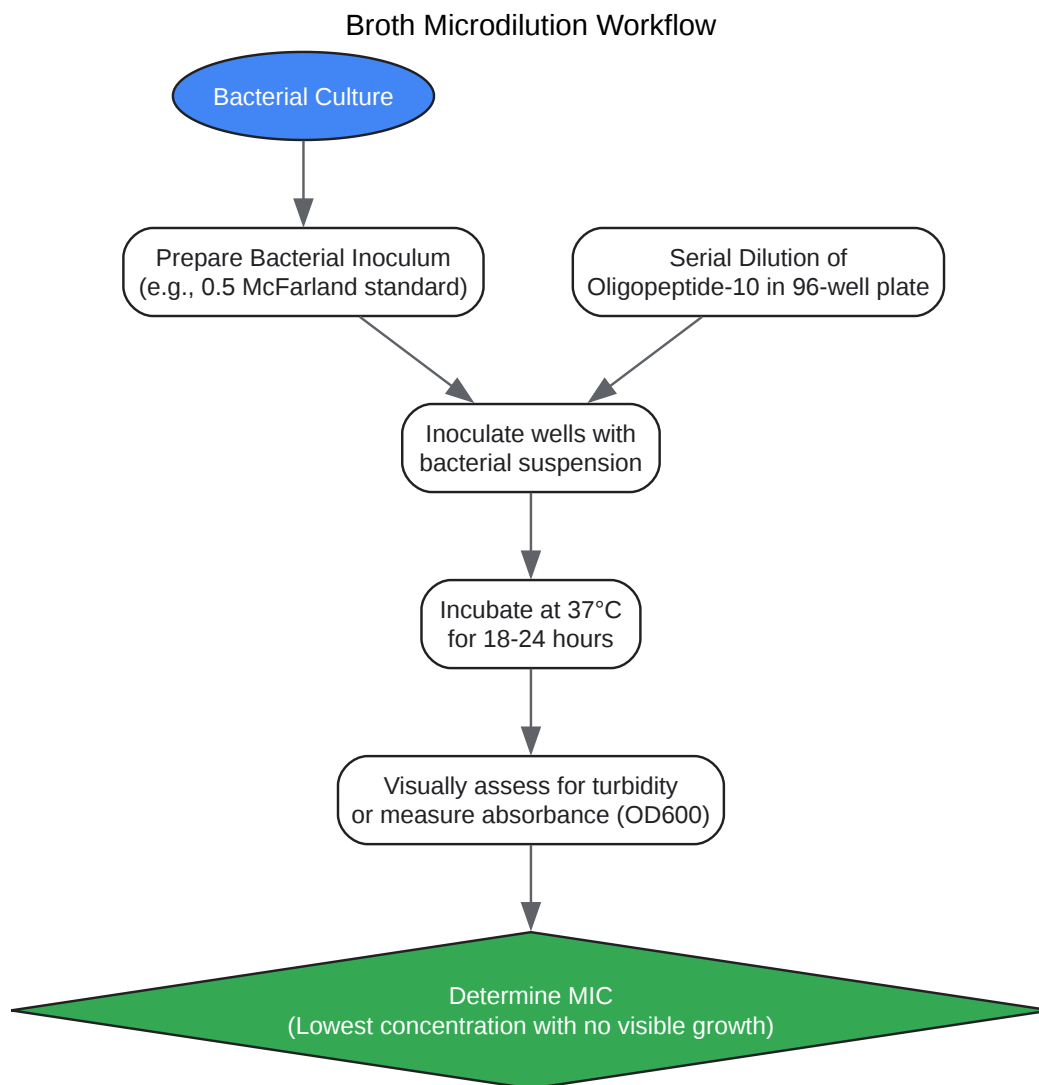 Broth Microdilution Workflow
Bacterial Culture
Prepare Bacterial Inoculum
(e.g., 0.5 McFarland standard)
Serial Dilution of
Oligopeptide-10 in 96-well plate
Inoculate wells with
bacterial suspension
Incubate at 37°C
for 18-24 hours
Visually assess for turbidity
or measure absorbance (OD600)
Determine MIC
(Lowest concentration with no visible growth)